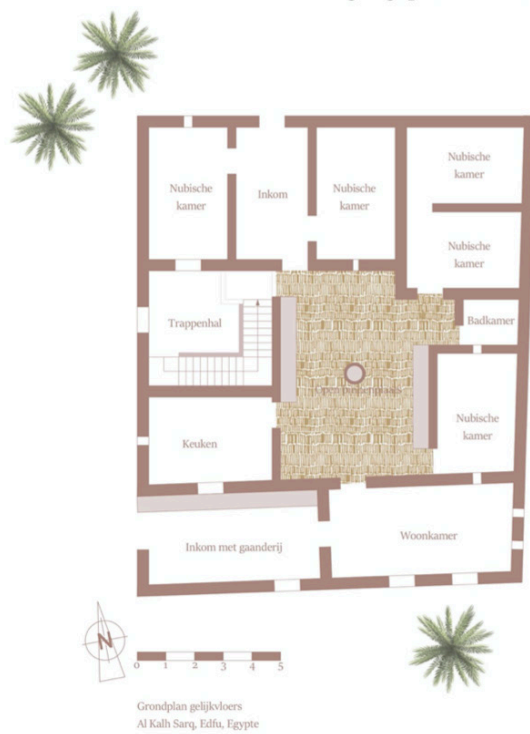 Nubische
kamer
Inkom
Nubische
kamer
Nubische
kamer
Nubische
kamer
Trappenhal
Badkamer
Keuken
Nubische
kamer
Inkom met gaanderij
Woonkamer
N
0 1 2 3 4 5
Grondplan gelijkvloers
Al Kalh Sarq, Edfu, Egypte